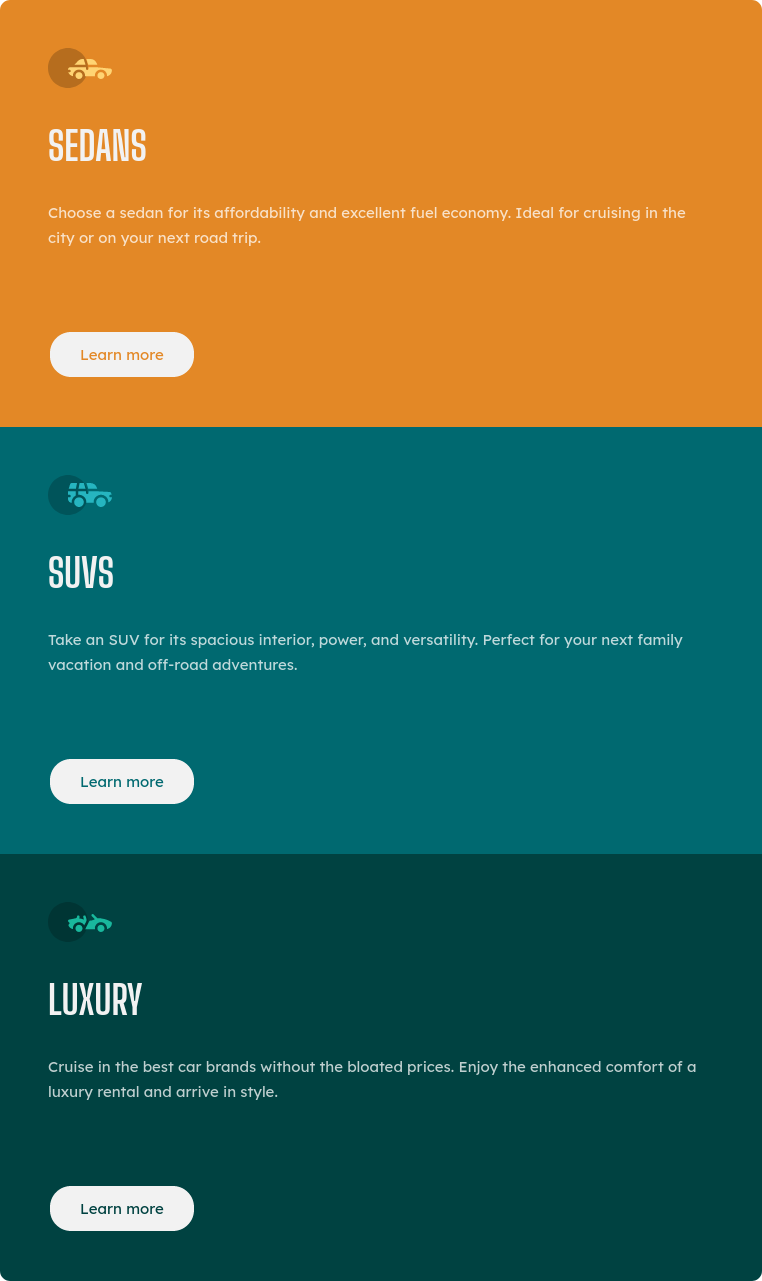 SEDANS
Choose a sedan for its affordability and excellent fuel economy. Ideal for cruising in the
city or on your next road trip.
Learn more
SUVS
Take an SUV for its spacious interior, power, and versatility. Perfect for your next family
vacation and off-road adventures.
Learn more
LUXURY
Cruise in the best car brands without the bloated prices. Enjoy the enhanced comfort of a
luxury rental and arrive in style.
Learn more